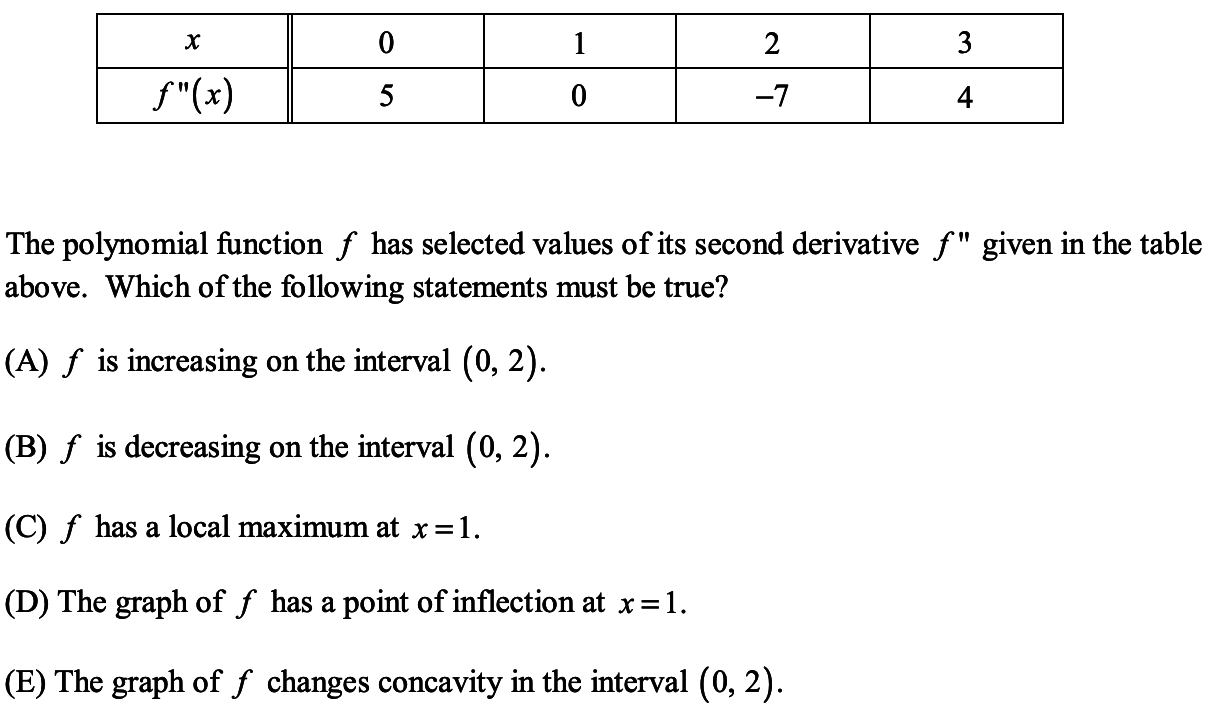 x 0 1 2 3
f "(x) 5 0 –7 4
The polynomial function f has selected values of its second derivative f " given in the table
above. Which of the following statements must be true?
(A) f is increasing on the interval (0, 2).
(B) f is decreasing on the interval (0, 2).
(C) f has a local maximum at x = 1.
(D) The graph of f has a point of inflection at x = 1.
(E) The graph of f changes concavity in the interval (0, 2).